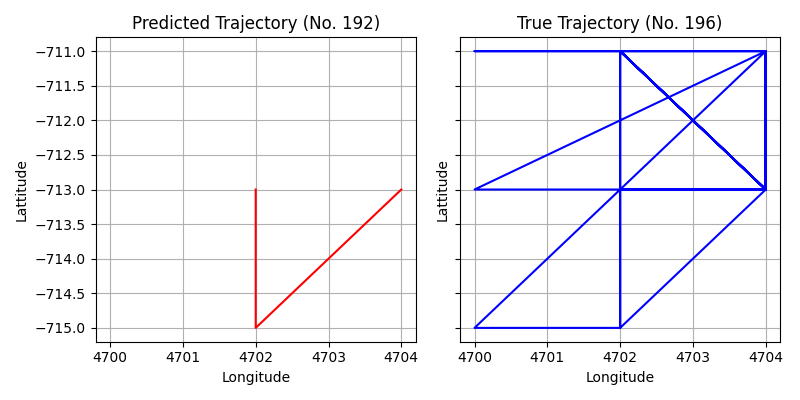 Predicted Trajectory (No. 192)
True Trajectory (No. 196)
−711.0
−711.5
−712.0
−712.5
−713.0
−713.5
−714.0
−714.5
−715.0
Lattitude
Lattitude
4700 4701 4702 4703 4704
4700 4701 4702 4703 4704
Longitude
Longitude